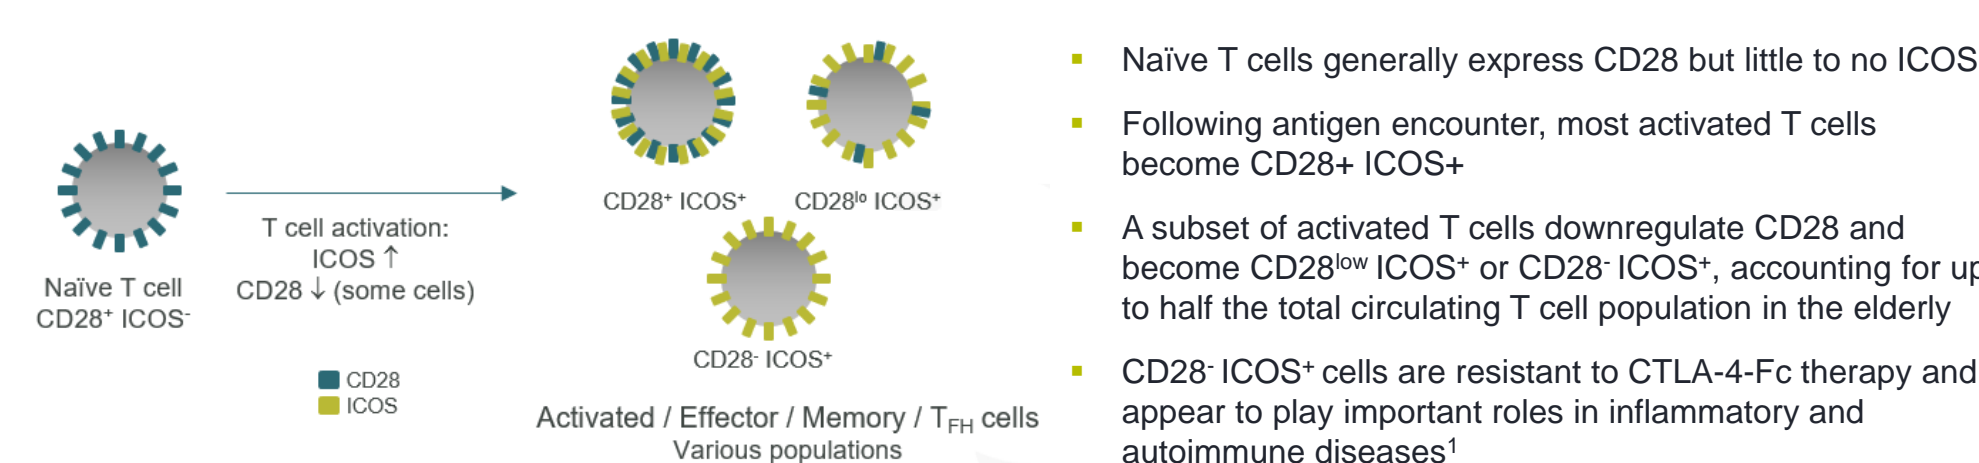 Naïve T cell
CD28⁺ ICOS⁻
T cell activation:
ICOS ↑
CD28 ↓ (some cells)
CD28
ICOS
CD28⁺ ICOS⁺
CD28ˡᵒ ICOS⁺
CD28⁻ ICOS⁺
Activated / Effector / Memory / T_FH cells
Various populations
▪ Naïve T cells generally express CD28 but little to no ICOS
▪ Following antigen encounter, most activated T cells
become CD28+ ICOS+
▪ A subset of activated T cells downregulate CD28 and
become CD28ˡᵒʷ ICOS⁺ or CD28⁻ ICOS⁺, accounting for up
to half the total circulating T cell population in the elderly
▪ CD28⁻ ICOS⁺ cells are resistant to CTLA-4-Fc therapy and
appear to play important roles in inflammatory and
autoimmune diseases¹